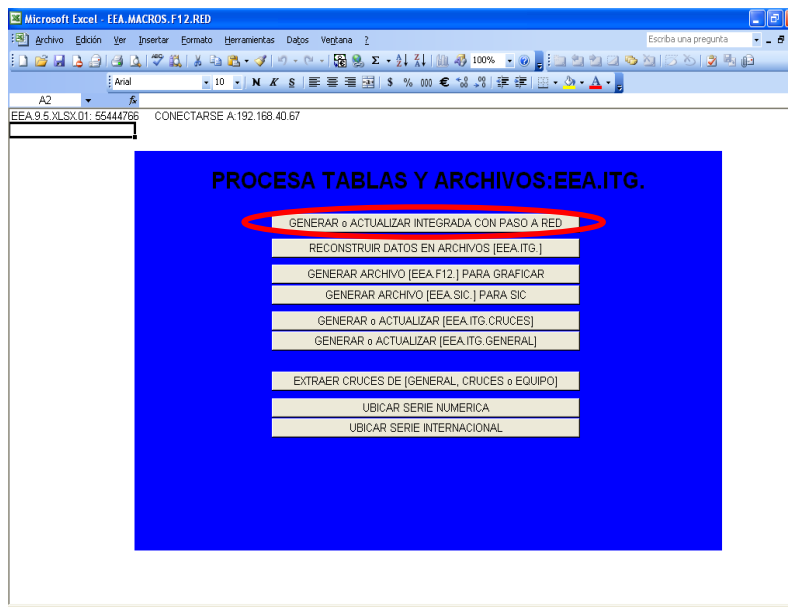 Microsoft Excel - EEA.MACROS.F12.RED
Archivo Edición Ver Insertar Formato Herramientas Datos Ventana ? Escriba una pregunta
Σ 100%
Arial 10 N K S $ % 000 € A
A2 fx
EEA.9.5.XLSX.01: 55444766 CONECTARSE A:192.168.40.67
PROCESA TABLAS Y ARCHIVOS:EEA.ITG.
GENERAR o ACTUALIZAR INTEGRADA CON PASO A RED
RECONSTRUIR DATOS EN ARCHIVOS [EEA.ITG.]
GENERAR ARCHIVO [EEA.F12.] PARA GRAFICAR
GENERAR ARCHIVO [EEA.SIC.] PARA SIC
GENERAR o ACTUALIZAR [EEA.ITG.CRUCES]
GENERAR o ACTUALIZAR [EEA.ITG.GENERAL]
EXTRAER CRUCES DE [GENERAL, CRUCES o EQUIPO]
UBICAR SERIE NUMERICA
UBICAR SERIE INTERNACIONAL